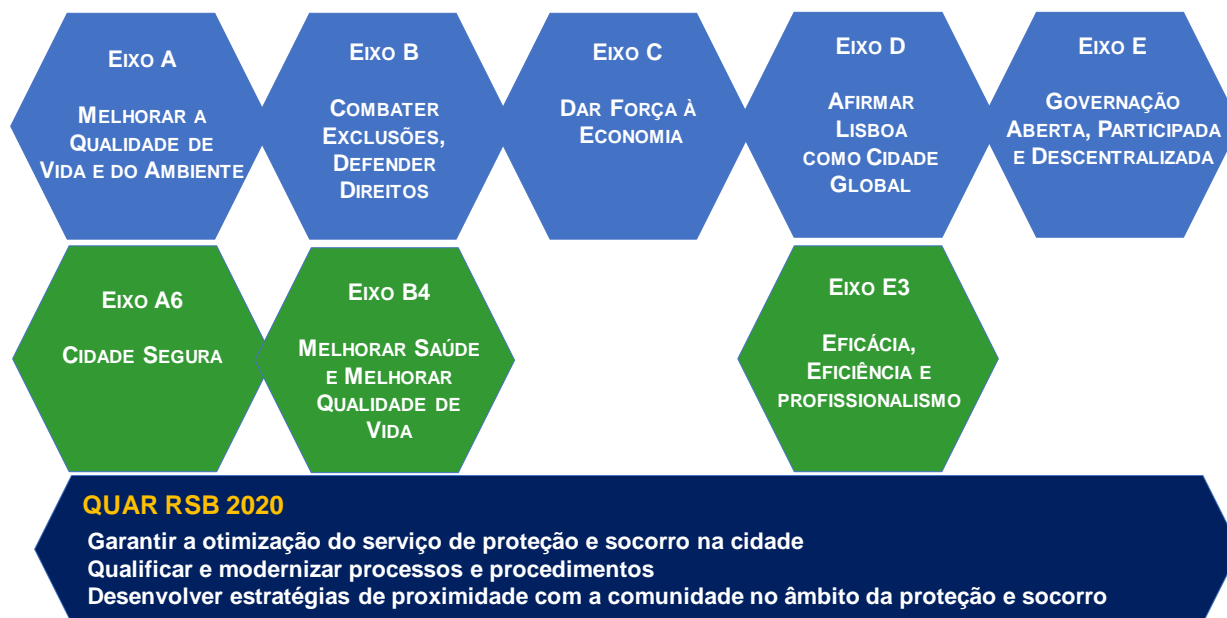 EIXO A
MELHORAR A
QUALIDADE DE
VIDA E DO AMBIENTE
EIXO B
COMBATER
EXCLUSÕES,
DEFENDER
DIREITOS
EIXO C
DAR FORÇA À
ECONOMIA
EIXO D
AFIRMAR
LISBOA
COMO CIDADE
GLOBAL
EIXO E
GOVERNAÇÃO
ABERTA, PARTICIPADA
E DESCENTRALIZADA
EIXO A6
CIDADE SEGURA
EIXO B4
MELHORAR SAÚDE
E MELHORAR
QUALIDADE DE
VIDA
EIXO E3
EFICÁCIA,
EFICIÊNCIA E
PROFISSIONALISMO
QUAR RSB 2020
Garantir a otimização do serviço de proteção e socorro na cidade
Qualificar e modernizar processos e procedimentos
Desenvolver estratégias de proximidade com a comunidade no âmbito da proteção e socorro